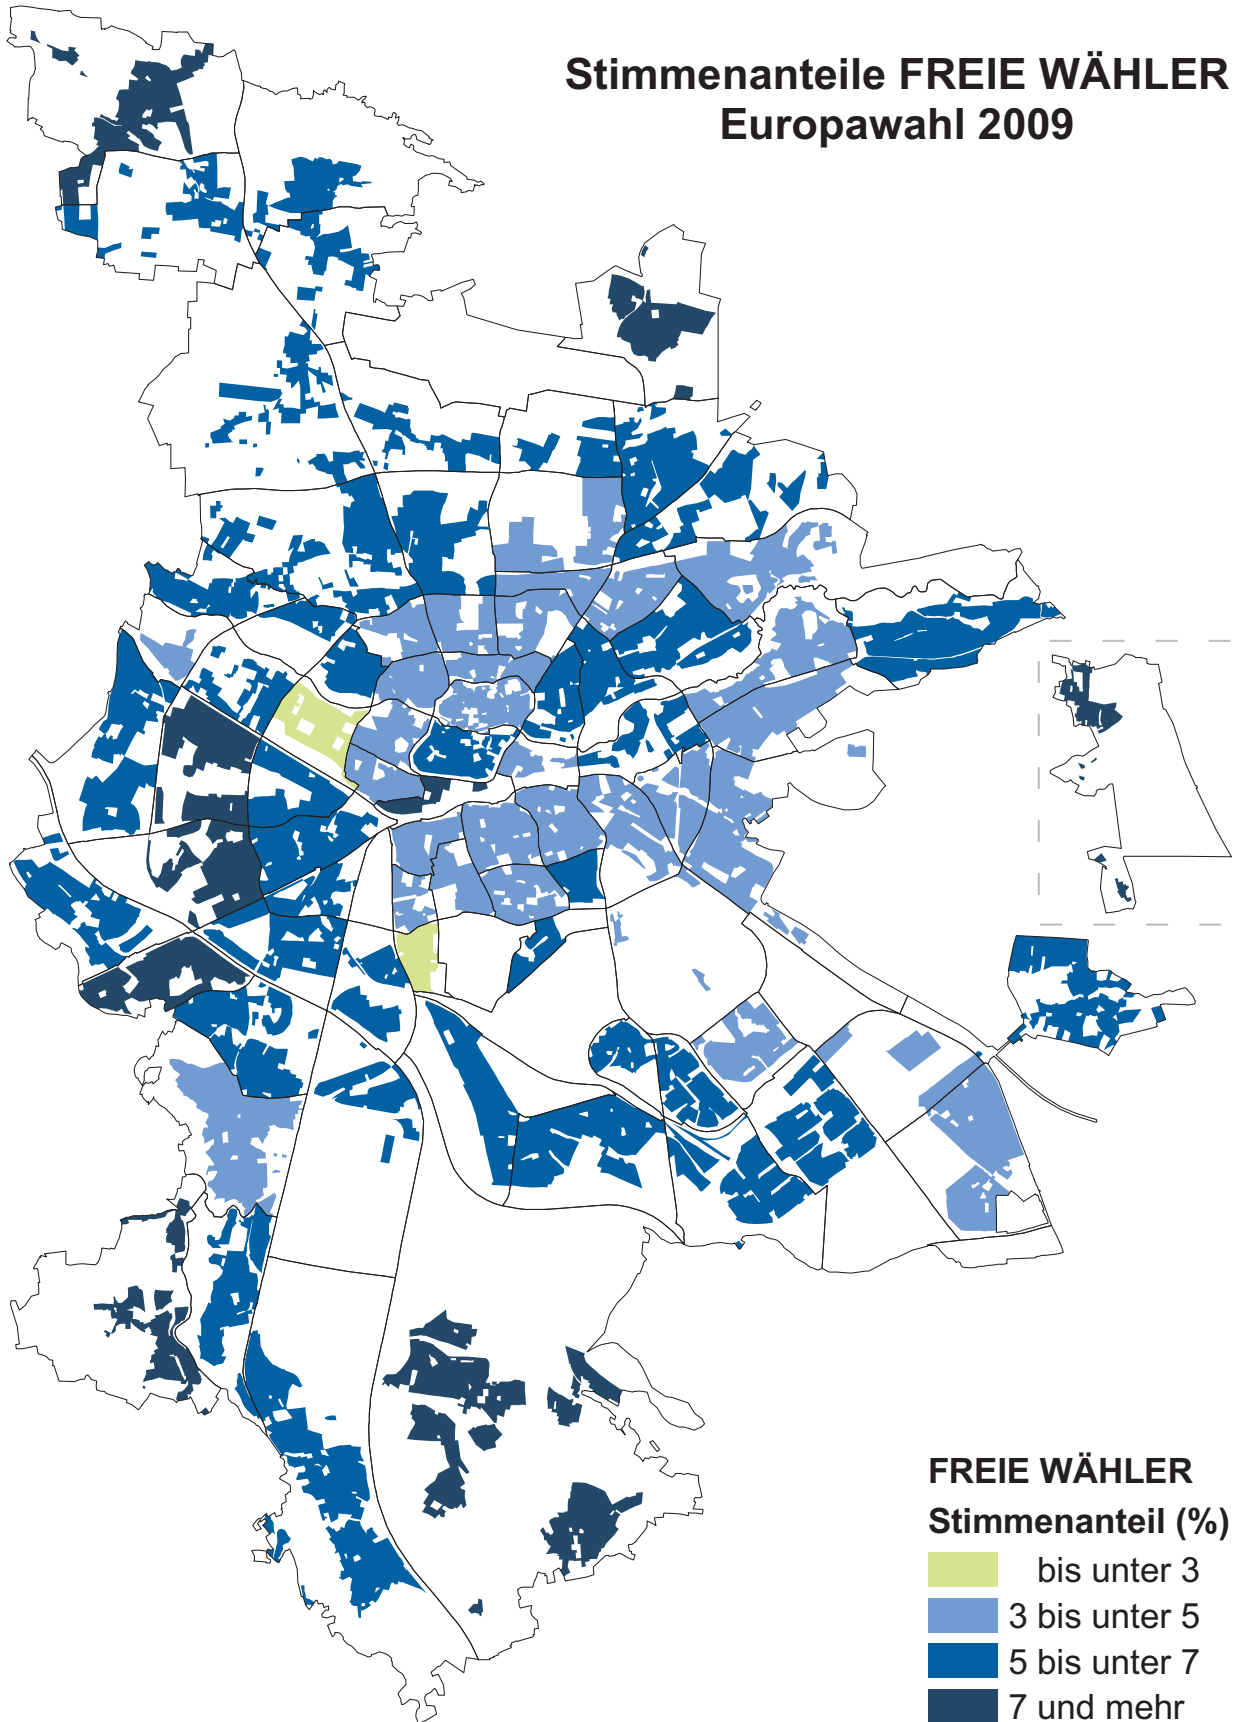 Stimmenanteile FREIE WÄHLER
Europawahl 2009
FREIE WÄHLER
Stimmenanteil (%)
bis unter 3
3 bis unter 5
5 bis unter 7
7 und mehr